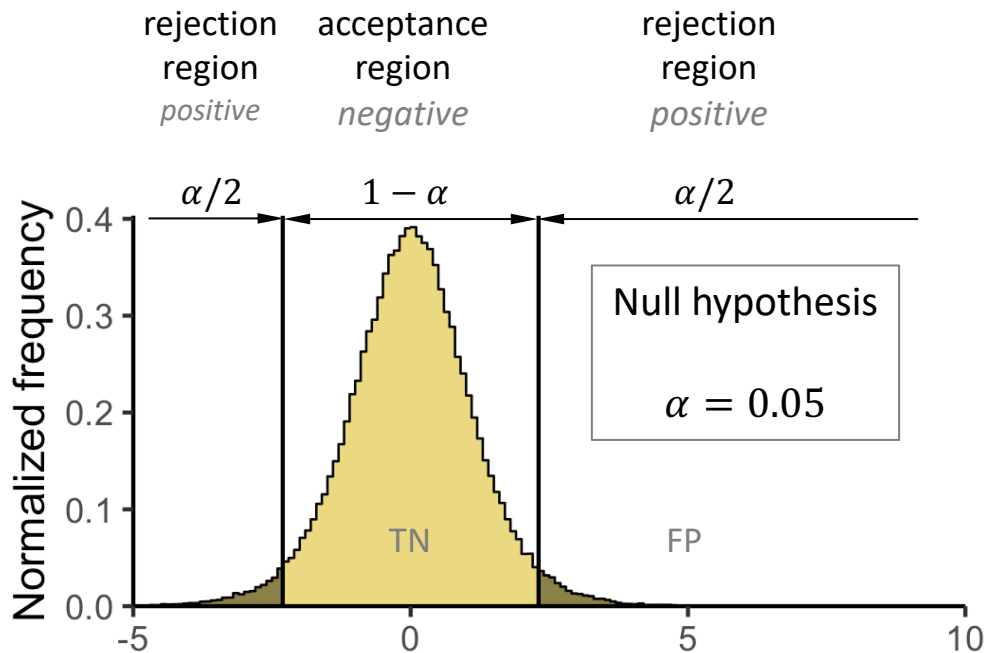 rejection
region
positive
acceptance
region
negative
rejection
region
positive
α/2
1 − α
α/2
Normalized frequency
0.4
0.3
0.2
0.1
0.0
Null hypothesis
α = 0.05
TN
FP
-5
0
5
10